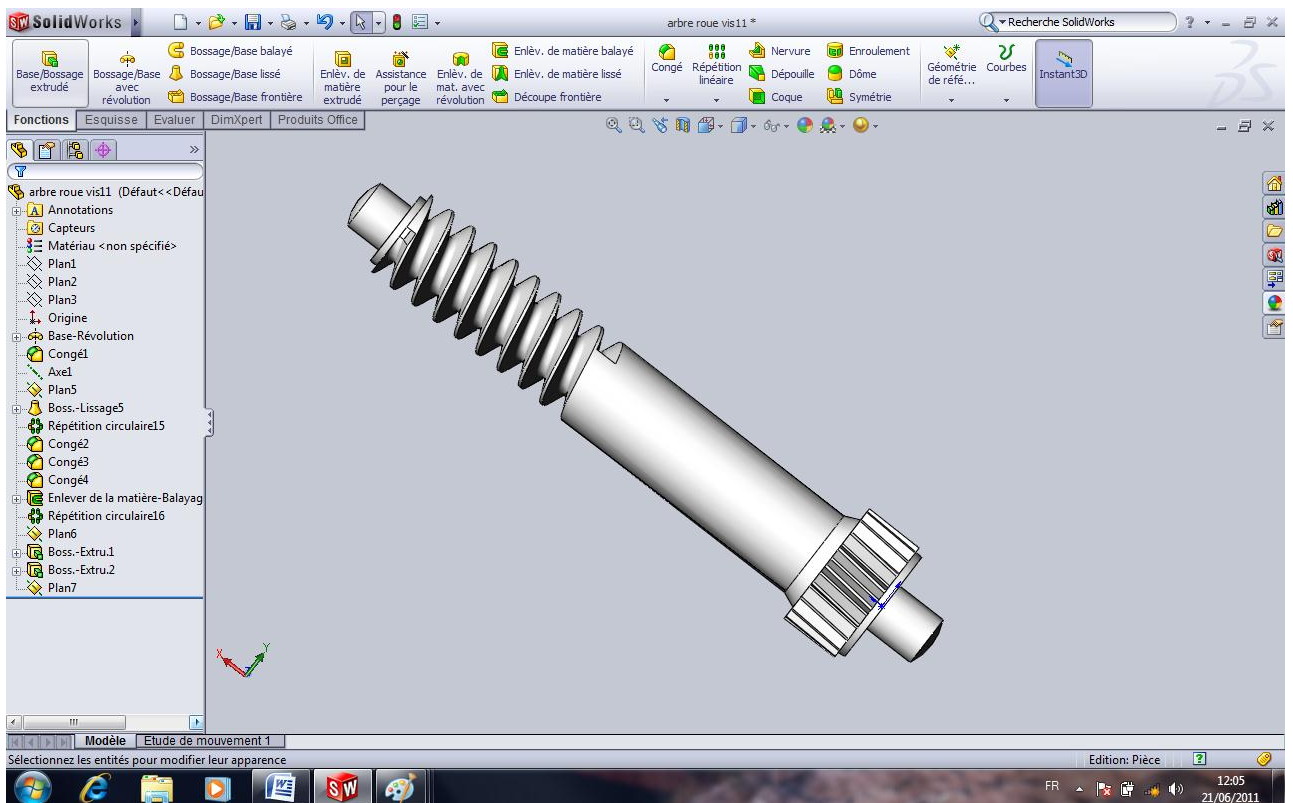 SolidWorks
arbre roue vis11 *
Recherche SolidWorks
Base/Bossage extrudé
Bossage/Base avec révolution
Bossage/Base balayé
Bossage/Base lissé
Bossage/Base frontière
Enlèv. de matière extrudé
Assistance pour le perçage
Enlèv. de mat. avec révolution
Enlèv. de matière balayé
Enlèv. de matière lissé
Découpe frontière
Congé
Répétition linéaire
Nervure
Dépouille
Coque
Enroulement
Dôme
Symétrie
Géométrie de réfé...
Courbes
Instant3D
Fonctions Esquisse Evaluer DimXpert Produits Office
arbre roue vis11 (Défaut<<Défau
Annotations
Capteurs
Matériau <non spécifié>
Plan1
Plan2
Plan3
Origine
Base-Révolution
Congé1
Axe1
Plan5
Boss.-Lissage5
Répétition circulaire15
Congé2
Congé3
Congé4
Enlever de la matière-Balayag
Répétition circulaire16
Plan6
Boss.-Extru.1
Boss.-Extru.2
Plan7
X Y Z
Modèle Etude de mouvement 1
Sélectionnez les entités pour modifier leur apparence
Edition: Pièce
FR
12:05
21/06/2011